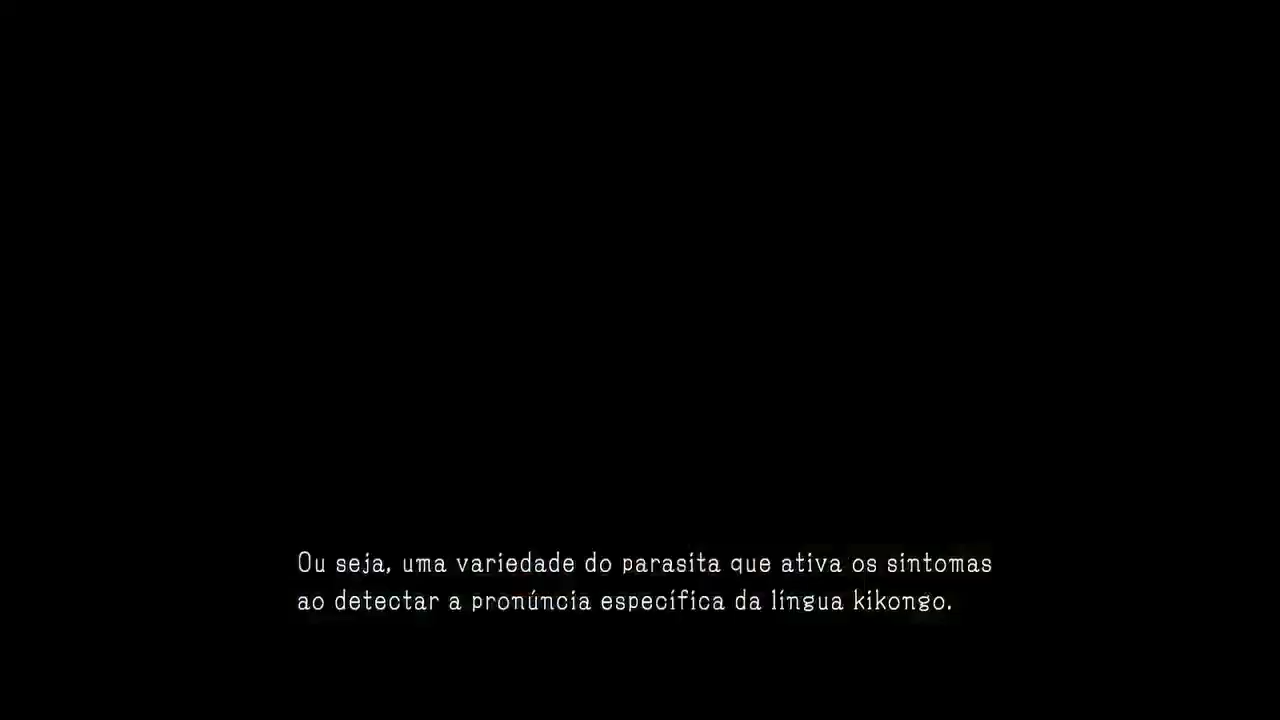 Ou seja, uma variedade do parasita que ativa os sintomas
ao detectar a pronúncia específica da língua kikongo.